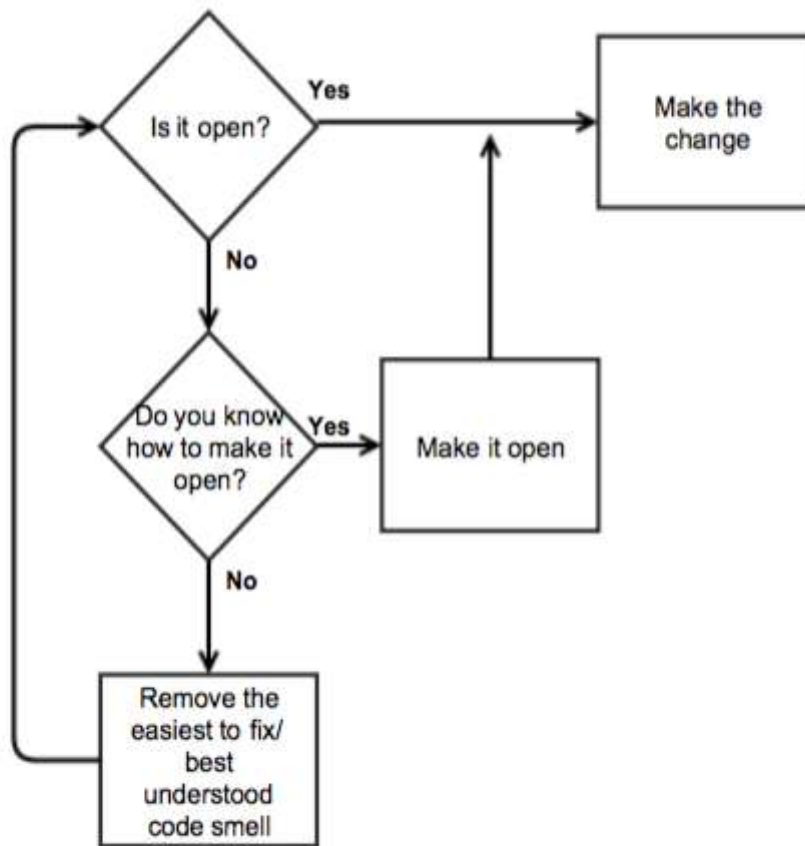 Is it open?
Yes
Make the
change
No
Do you know
how to make it
open?
Yes
Make it open
No
Remove the
easiest to fix/
best
understood
code smell